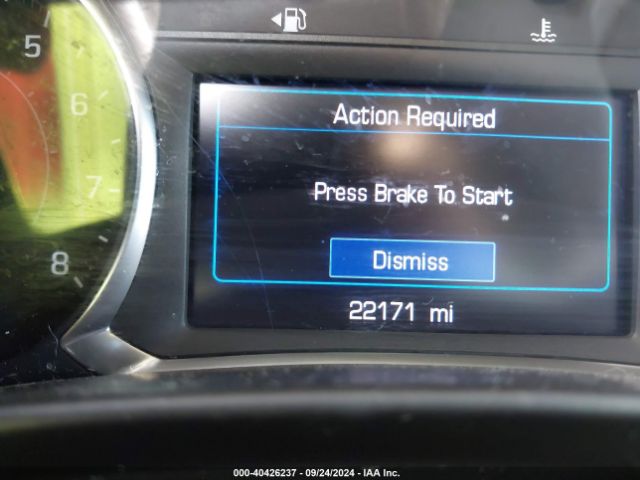 5
6
7
8
Action Required
Press Brake To Start
Dismiss
22171 mi
000-40426237 - 09/24/2024 - IAA Inc.